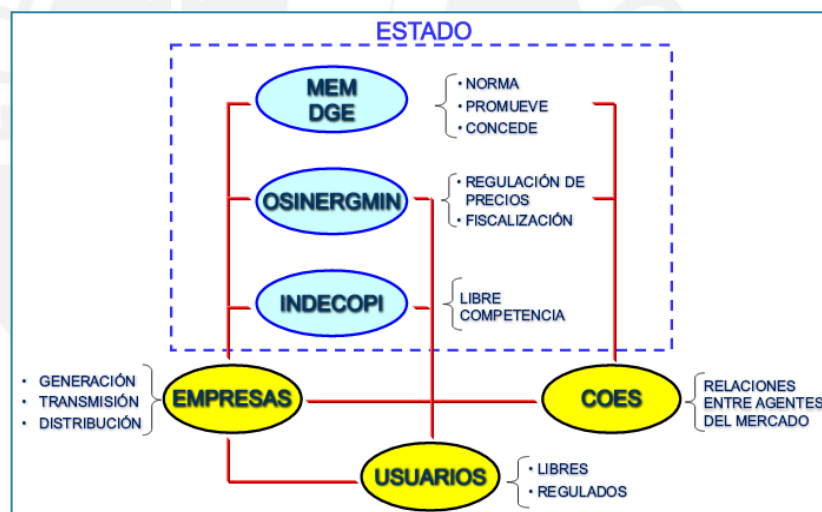 ESTADO
MEM
DGE
• NORMA
• PROMUEVE
• CONCEDE
OSINERGMIN
• REGULACIÓN DE
PRECIOS
• FISCALIZACIÓN
INDECOPI
LIBRE
COMPETENCIA
• GENERACIÓN
• TRANSMISIÓN
• DISTRIBUCIÓN
EMPRESAS
COES
RELACIONES
ENTRE AGENTES
DEL MERCADO
USUARIOS
• LIBRES
• REGULADOS